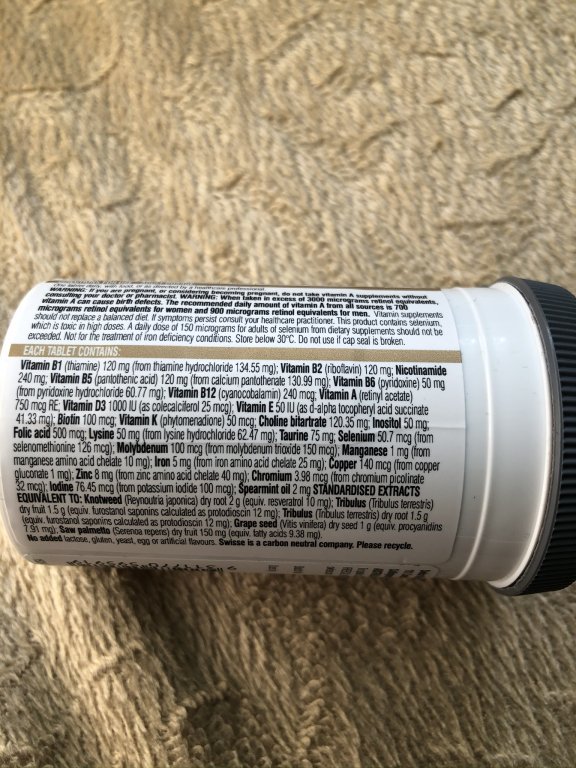 One tablet daily, with food, or as directed by a healthcare professional.
WARNING: If you are pregnant, or considering becoming pregnant, do not take vitamin A supplements without
consulting your doctor or pharmacist. WARNING: When taken in excess of 3000 micrograms retinol equivalents,
vitamin A can cause birth defects. The recommended daily amount of vitamin A from all sources is 700
micrograms retinol equivalents for women and 900 micrograms retinol equivalents for men. Vitamin supplements
should not replace a balanced diet. If symptoms persist consult your healthcare practitioner. This product contains selenium,
which is toxic in high doses. A daily dose of 150 micrograms for adults of selenium from dietary supplements should not be
exceeded. Not for the treatment of iron deficiency conditions. Store below 30°C. Do not use if cap seal is broken.
EACH TABLET CONTAINS:
Vitamin B1 (thiamine) 120 mg (from thiamine hydrochloride 134.55 mg); Vitamin B2 (riboflavin) 120 mg; Nicotinamide
240 mg; Vitamin B5 (pantothenic acid) 120 mg (from calcium pantothenate 130.99 mg); Vitamin B6 (pyridoxine) 50 mg
(from pyridoxine hydrochloride 60.77 mg); Vitamin B12 (cyanocobalamin) 240 mcg; Vitamin A (retinyl acetate)
750 mcg RE; Vitamin D3 1000 IU (as colecalciferol 25 mcg); Vitamin E 50 IU (as d-alpha tocopheryl acid succinate
41.33 mg); Biotin 100 mcg; Vitamin K (phytomenadione) 50 mcg; Choline bitartrate 120.35 mg; Inositol 50 mg;
Folic acid 500 mcg; Lysine 50 mg (from lysine hydrochloride 62.47 mg); Taurine 75 mg; Selenium 50.7 mcg (from
selenomethionine 126 mcg); Molybdenum 100 mcg (from molybdenum trioxide 150 mcg); Manganese 1 mg (from
manganese amino acid chelate 10 mg); Iron 5 mg (from iron amino acid chelate 25 mg); Copper 140 mcg (from copper
gluconate 1 mg); Zinc 8 mg (from zinc amino acid chelate 40 mg); Chromium 3.98 mcg (from chromium picolinate
32 mcg); Iodine 76.45 mcg (from potassium iodide 100 mcg); Spearmint oil 2 mg STANDARDISED EXTRACTS
EQUIVALENT TO: Knotweed (Reynoutria japonica) dry root 2 g (equiv. resveratrol 10 mg); Tribulus (Tribulus terrestris)
dry fruit 1.5 g (equiv. furostanol saponins calculated as protodioscin 12 mg); Tribulus (Tribulus terrestris) dry root 1.5 g
(equiv. furostanol saponins calculated as protodioscin 12 mg); Grape seed (Vitis vinifera) dry seed 1 g (equiv. procyanidins
7.91 mg). Saw palmetto (Serenoa repens) dry fruit 150 mg (equiv. fatty acids 9.38 mg).
No added lactose, gluten, yeast, egg or artificial flavours. Swisse is a carbon neutral company. Please recycle.